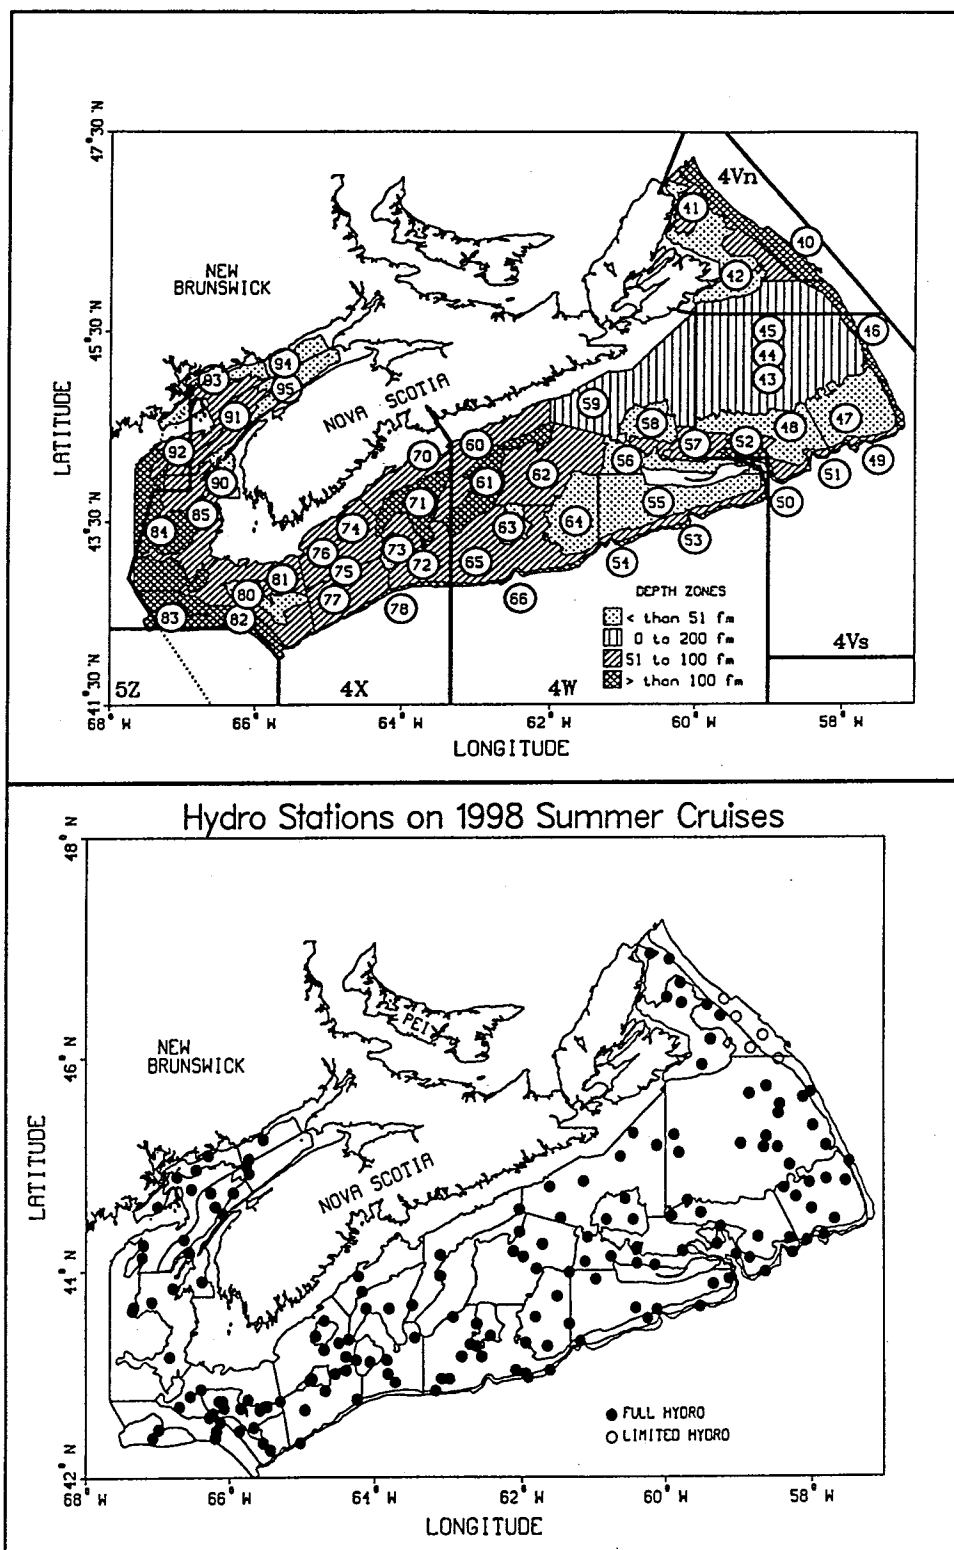 47° 30 'N
4Vn
41
40
NEW
BRUNSWICK
42
45° 30 'N
45
46
44
94
93
95
43
59
NOVA SCOTIA
91
58
48
47
LATITUDE
92
70
60
57
52
56
49
90
61
62
51
71
55
50
43° 30 'N
85
84
74
63
64
53
73
76
72
65
54
81
75
80
77
66
78
83
82
DEPTH ZONES
< than 51 fm
0 to 200 fm
51 to 100 fm
> than 100 fm
4Vs
5Z
4X
4W
41° 30 'N
68° W
66° W
64° W
62° W
60° W
58° W
LONGITUDE
Hydro Stations on 1998 Summer Cruises
48° N
PEI
NEW
BRUNSWICK
46° N
LATITUDE
NOVA SCOTIA
44° N
FULL HYDRO
LIMITED HYDRO
42° N
68° W
66° W
64° W
62° W
60° W
58° W
LONGITUDE